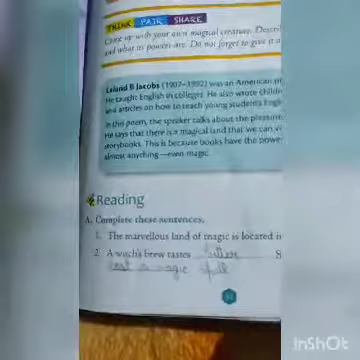 THINK PAIR SHARE
Come up with your own magical creature. Descri
and what its powers are. Do not forget to give it a
Leland B Jacobs (1907–1992) was an American
He taught English in colleges. He also wrote childr
and articles on how to teach young students Engl
In this poem, the speaker talks about the pleasure
He says that there is a magical land that we can vi
storybooks. This is because books have the powe
almost anything—even magic.
Reading
A. Complete these sentences.
1. The marvellous land of magic is located in
2. A witch's brew tastes bitter
a magic spell
InShOt